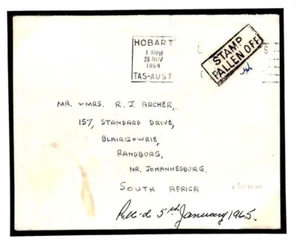 HOBART
1 PM
26 NOV
1964
TAS-AUST
STAMP
FALLEN OFF
MR. & MRS. R. J. ARCHER,
157, STANDARD DRIVE,
BLAIRGOWRIE,
RANDBURG,
NR. JOHANNESBURG.
SOUTH AFRICA
Rec'd 5th January 1965.